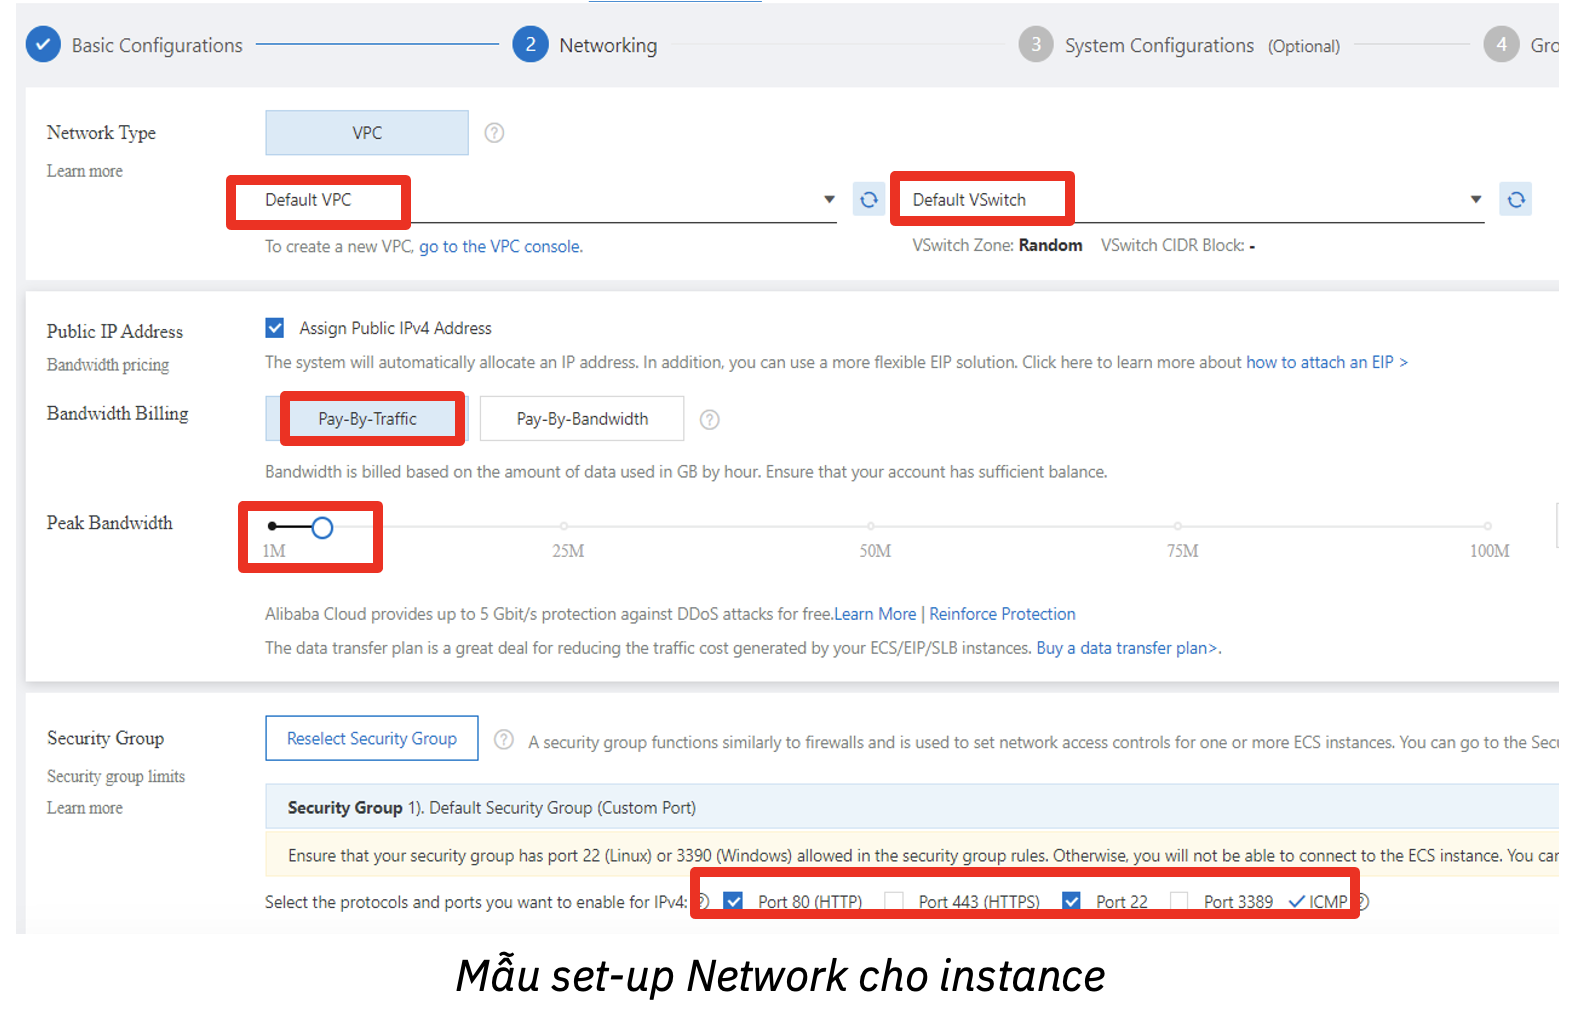 Basic Configurations
2 Networking
3 System Configurations (Optional)
4 Gro
Network Type
VPC
Learn more
Default VPC
Default VSwitch
To create a new VPC, go to the VPC console.
VSwitch Zone: Random VSwitch CIDR Block: -
Public IP Address
Assign Public IPv4 Address
Bandwidth pricing
The system will automatically allocate an IP address. In addition, you can use a more flexible EIP solution. Click here to learn more about how to attach an EIP >
Bandwidth Billing
Pay-By-Traffic
Pay-By-Bandwidth
Bandwidth is billed based on the amount of data used in GB by hour. Ensure that your account has sufficient balance.
Peak Bandwidth
1M 25M 50M 75M 100M
Alibaba Cloud provides up to 5 Gbit/s protection against DDoS attacks for free.Learn More | Reinforce Protection
The data transfer plan is a great deal for reducing the traffic cost generated by your ECS/EIP/SLB instances. Buy a data transfer plan>.
Security Group
Reselect Security Group
? A security group functions similarly to firewalls and is used to set network access controls for one or more ECS instances. You can go to the Secu
Security group limits
Learn more
Security Group 1). Default Security Group (Custom Port)
Ensure that your security group has port 22 (Linux) or 3390 (Windows) allowed in the security group rules. Otherwise, you will not be able to connect to the ECS instance. You can
Select the protocols and ports you want to enable for IPv4: Port 80 (HTTP) Port 443 (HTTPS) Port 22 Port 3389 ICMP
Mẫu set-up Network cho instance